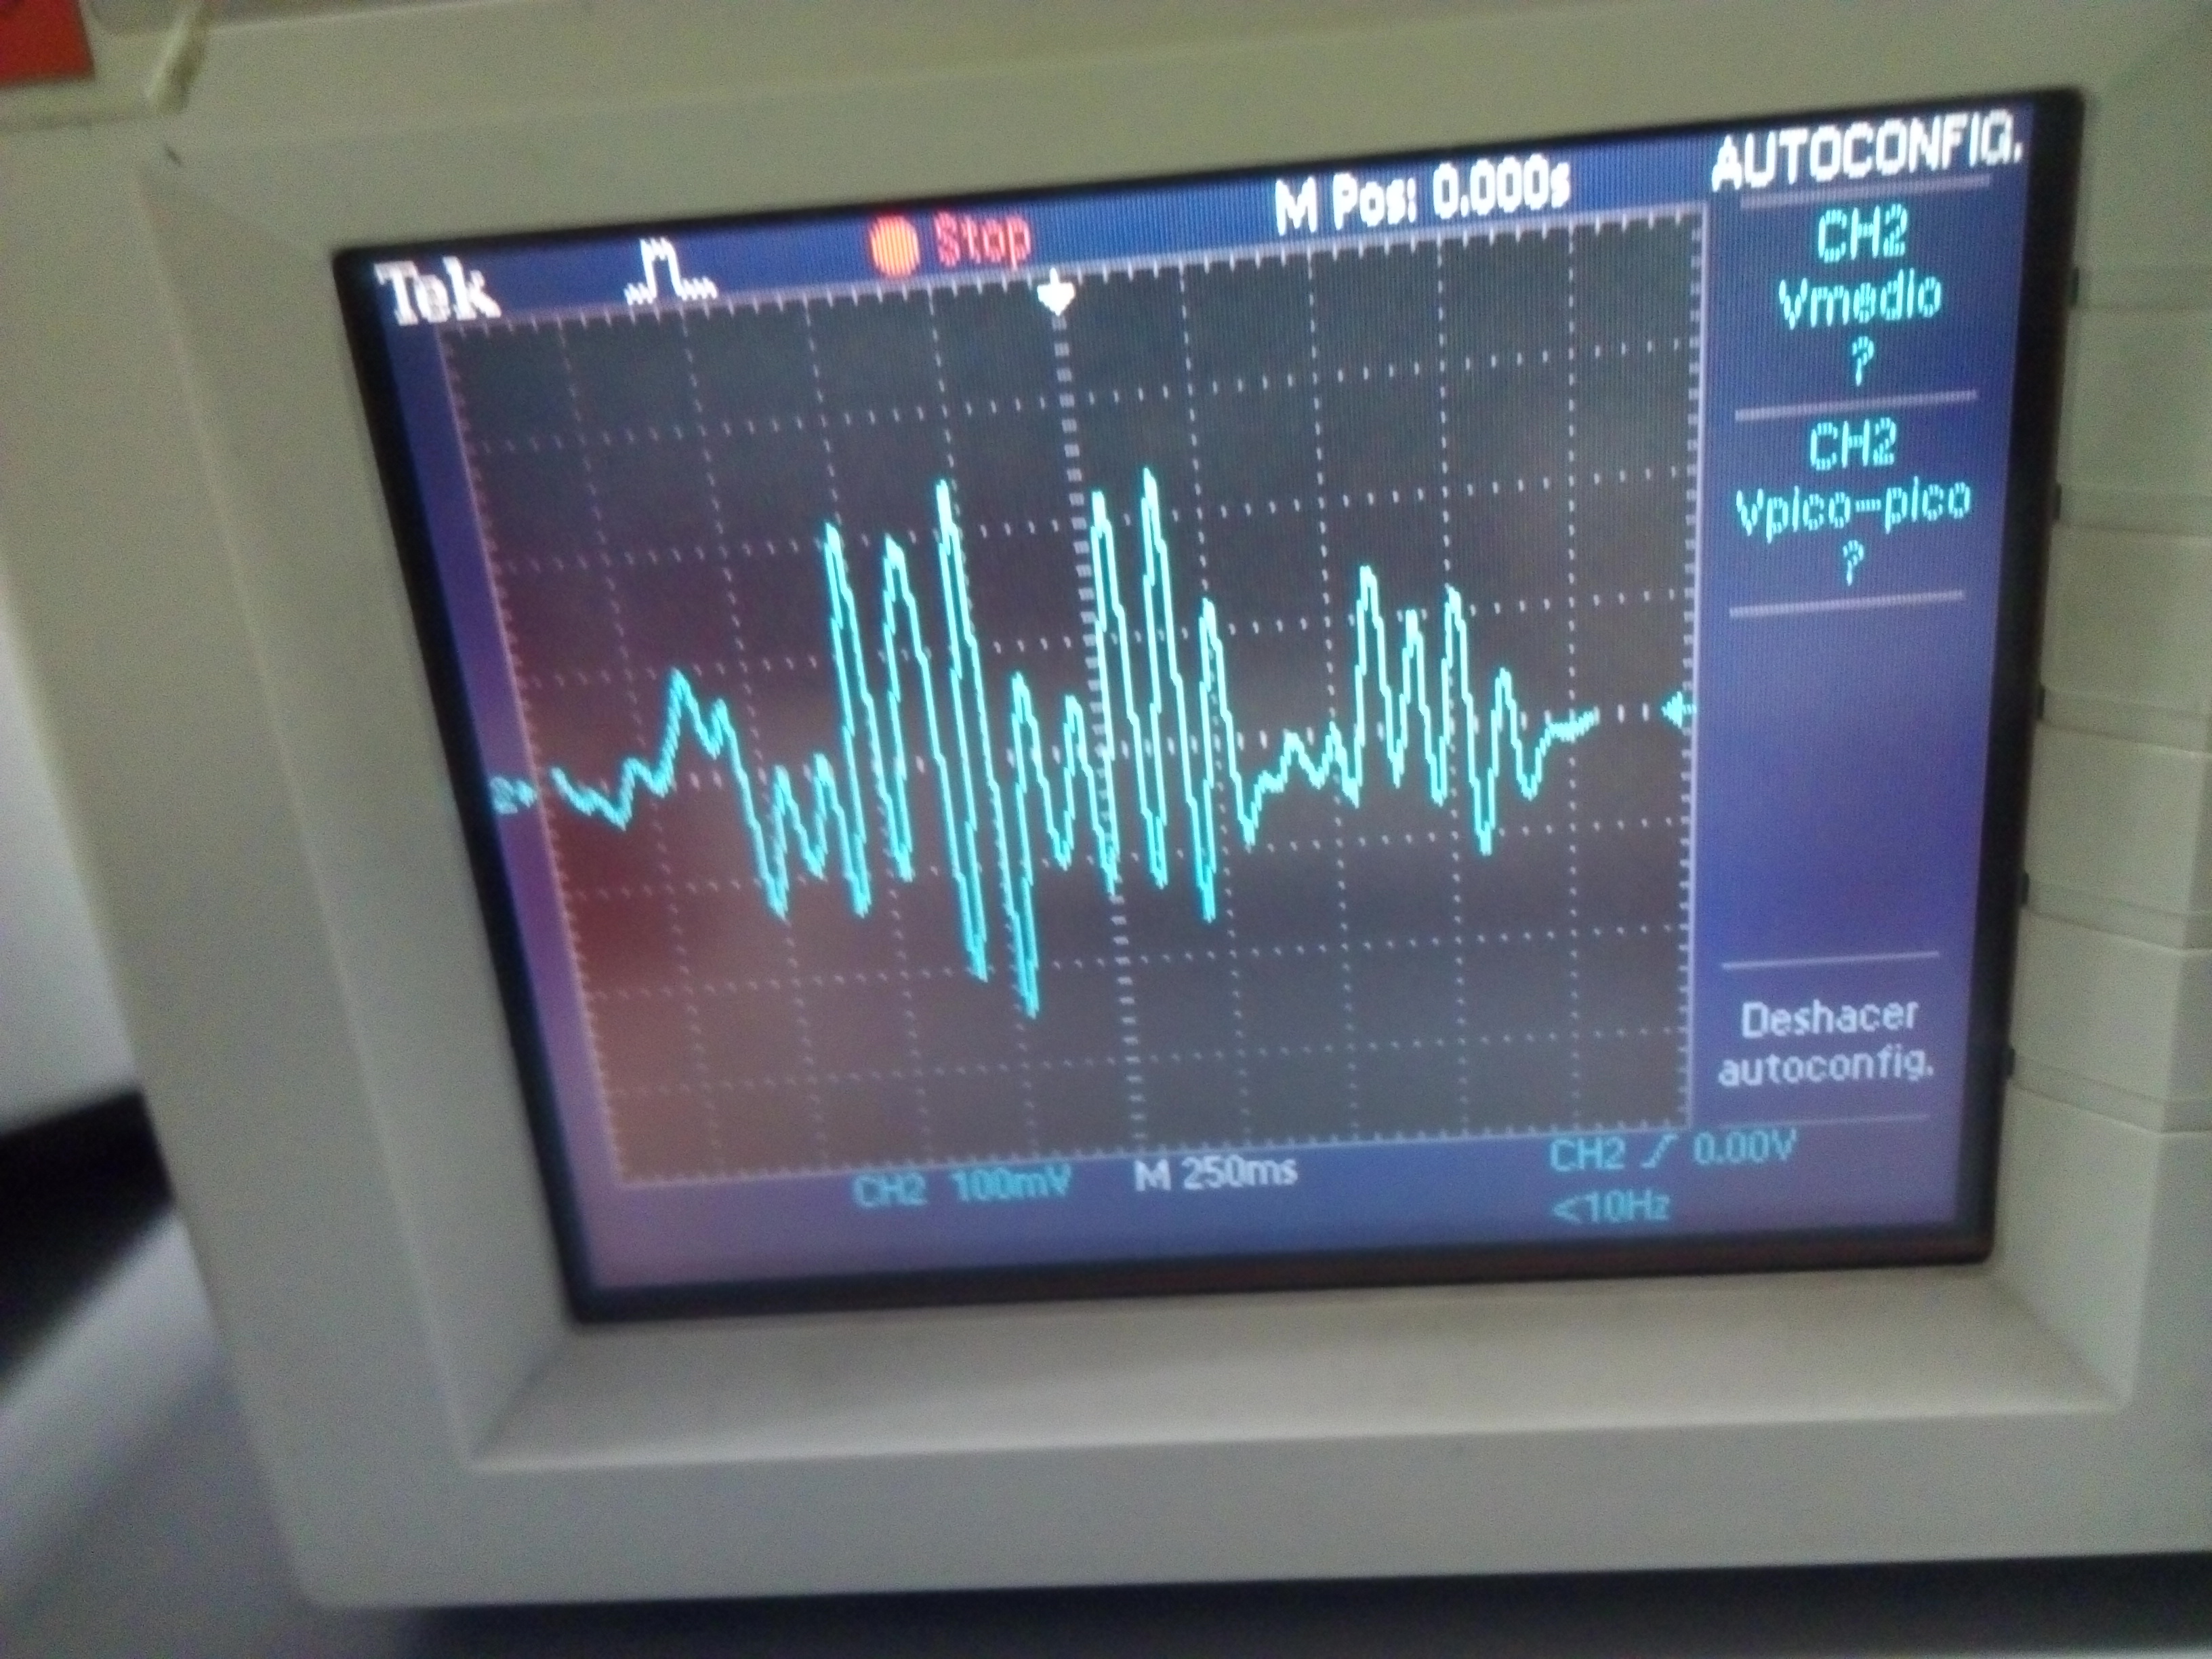 Tek Stop M Pos: 0.000s AUTOCONFIG.
CH2
Vmedio
?
CH2
Vpico-pico
?
Deshacer
autoconfig.
CH2 100mV M 250ms CH2 0.00V
<10Hz